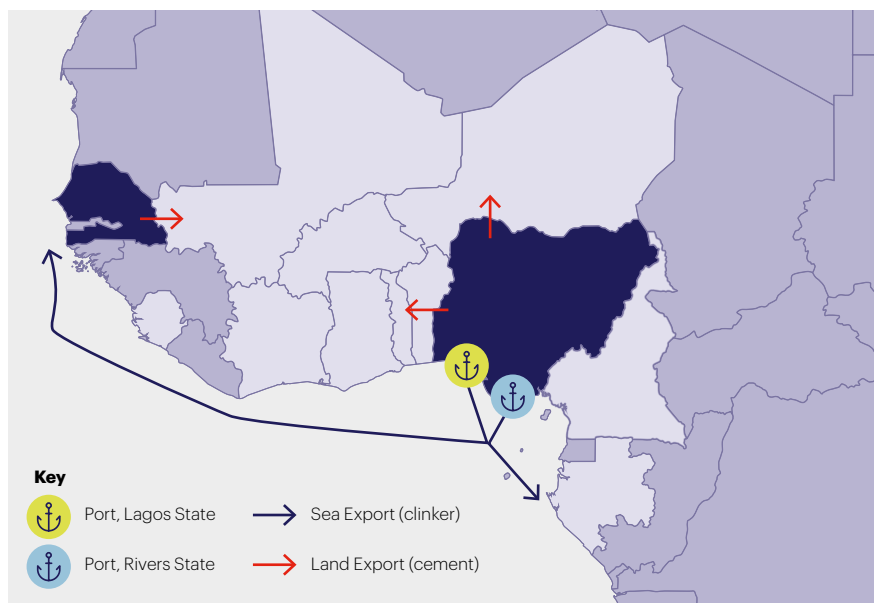 Key
Port, Lagos State
Sea Export (clinker)
Port, Rivers State
Land Export (cement)